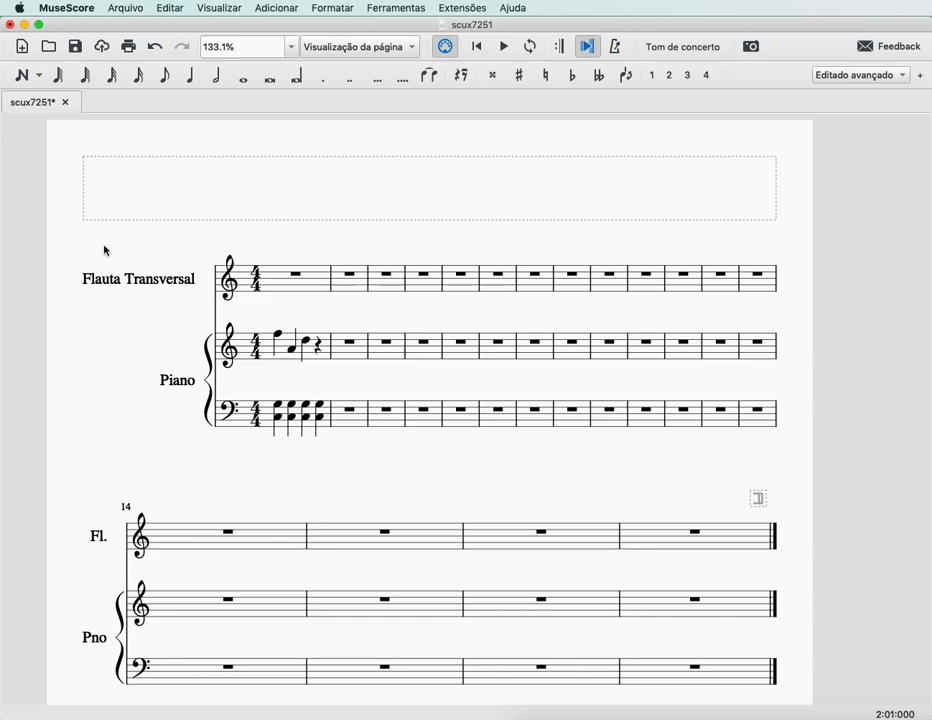 MuseScore Arquivo Editar Visualizar Adicionar Formatar Ferramentas Extensões Ajuda
scux7251
133.1% Visualização da página Tom de concerto Feedback
1 2 3 4 Editado avançado +
scux7251*
Flauta Transversal
Piano
14
Fl.
Pno
2:01:000